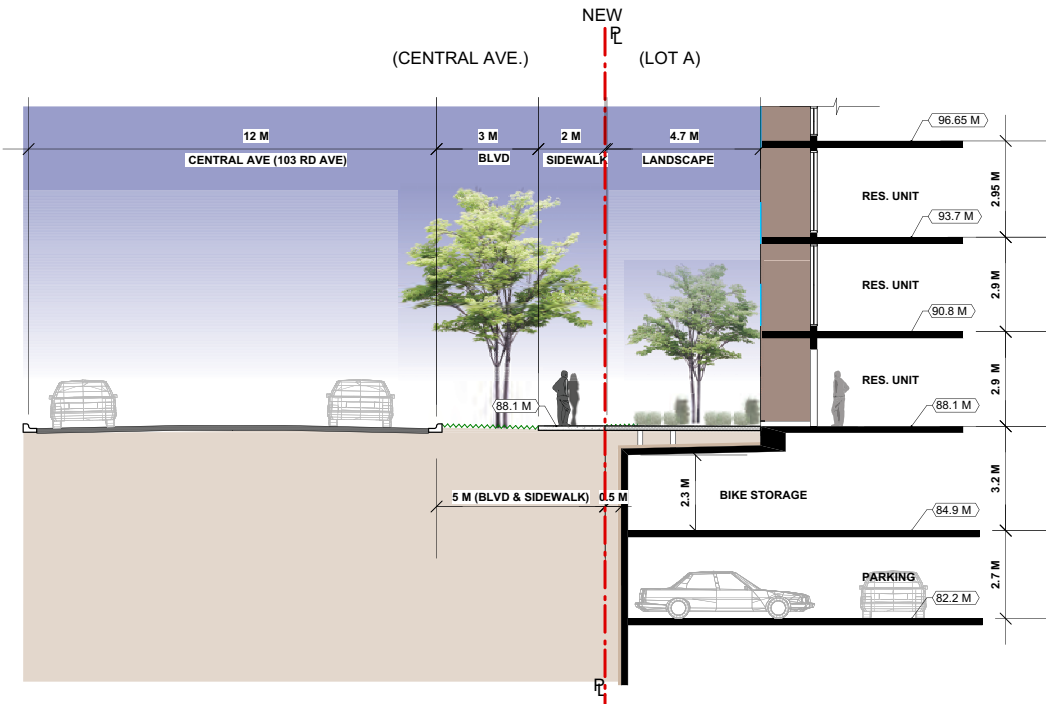 NEW
PL
(CENTRAL AVE.) (LOT A)
96.65 M
12 M 3 M 2 M 4.7 M
CENTRAL AVE (103 RD AVE) BLVD SIDEWALK LANDSCAPE
2.95 M
RES. UNIT
93.7 M
2.9 M
RES. UNIT
90.8 M
2.9 M
RES. UNIT
88.1 M 88.1 M
3.2 M
5 M (BLVD & SIDEWALK) 0.5 M 2.3 M BIKE STORAGE
84.9 M
2.7 M
PARKING
82.2 M
PL